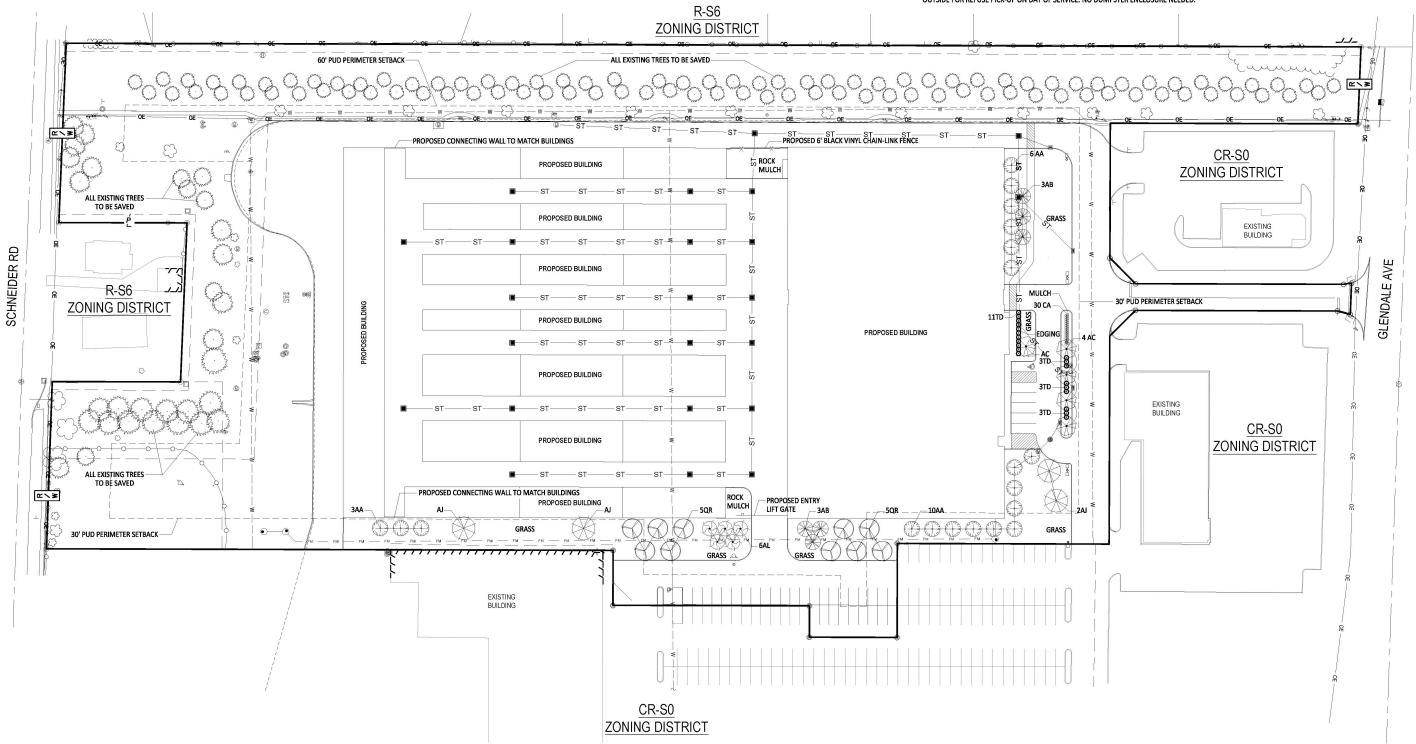 OUTSIDE FOR REFUSE PICK-UP ON DAY OF SERVICE. NO DUMPSTER ENCLOSURE NEEDED.
R-S6
ZONING DISTRICT
60' PUD PERIMETER SETBACK
ALL EXISTING TREES TO BE SAVED
R/W
R/W
PROPOSED CONNECTING WALL TO MATCH BUILDINGS
PROPOSED 6' BLACK VINYL CHAIN-LINK FENCE
6 AA
CR-S0
ZONING DISTRICT
PROPOSED BUILDING
ROCK
MULCH
3AB
ALL EXISTING TREES
TO BE SAVED
GRASS
PROPOSED BUILDING
EXISTING
BUILDING
SCHNEIDER RD
R-S6
ZONING DISTRICT
PROPOSED BUILDING
MULCH
30 CA
30' PUD PERIMETER SETBACK
GLENDALE AVE
PROPOSED BUILDING
11TD
GRASS
EDGING
4 AC
PROPOSED BUILDING
PROPOSED BUILDING
AC
3TD
PROPOSED BUILDING
3TD
3TD
EXISTING
BUILDING
CR-S0
ZONING DISTRICT
PROPOSED BUILDING
ALL EXISTING TREES
TO BE SAVED
R/W
PROPOSED CONNECTING WALL TO MATCH BUILDINGS
PROPOSED BUILDING
ROCK
MULCH
PROPOSED ENTRY
LIFT GATE
3AA
AJ
AJ
5QR
3AB
5QR
10AA
2AJ
30' PUD PERIMETER SETBACK
GRASS
GRASS
6AL
GRASS
GRASS
EXISTING
BUILDING
CR-S0
ZONING DISTRICT